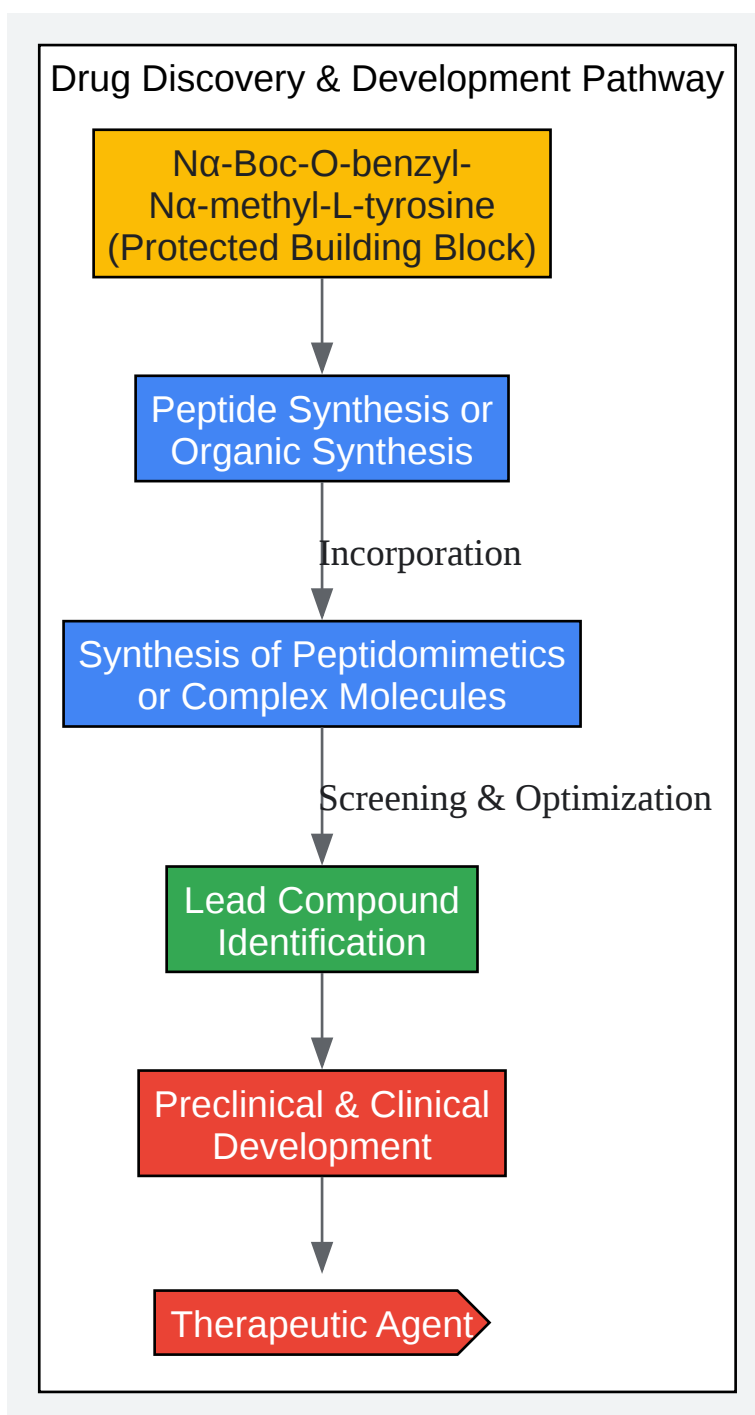 Drug Discovery & Development Pathway
Nα-Boc-O-benzyl-
Nα-methyl-L-tyrosine
(Protected Building Block)
Peptide Synthesis or
Organic Synthesis
Incorporation
Synthesis of Peptidomimetics
or Complex Molecules
Screening & Optimization
Lead Compound
Identification
Preclinical & Clinical
Development
Therapeutic Agent